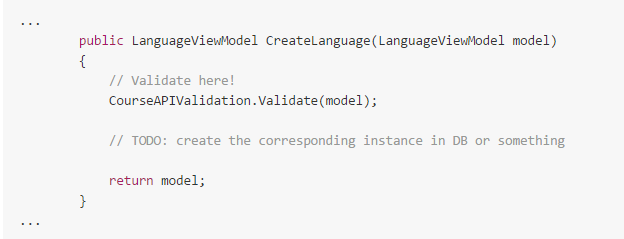 ...
public LanguageViewModel CreateLanguage(LanguageViewModel model)
{
// Validate here!
CourseAPIValidation.Validate(model);
// TODO: create the corresponding instance in DB or something
return model;
}
...